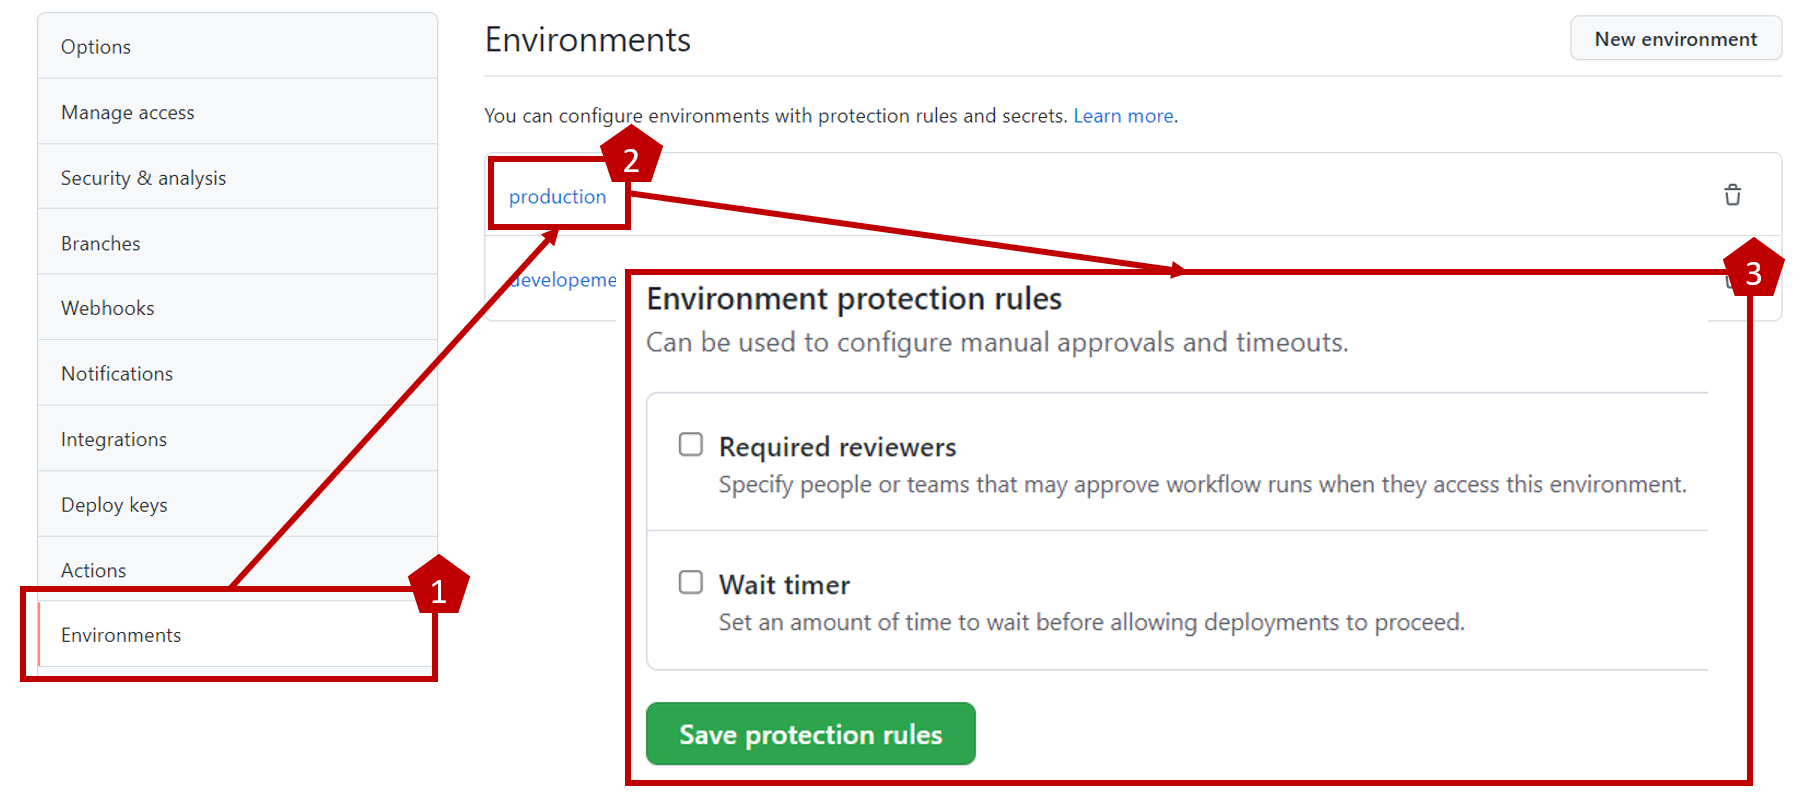 Options
Manage access
Security & analysis
Branches
Webhooks
Notifications
Integrations
Deploy keys
Actions
1
Environments
Environments
New environment
You can configure environments with protection rules and secrets. Learn more.
2
production
developeme
3
Environment protection rules
Can be used to configure manual approvals and timeouts.
Required reviewers
Specify people or teams that may approve workflow runs when they access this environment.
Wait timer
Set an amount of time to wait before allowing deployments to proceed.
Save protection rules